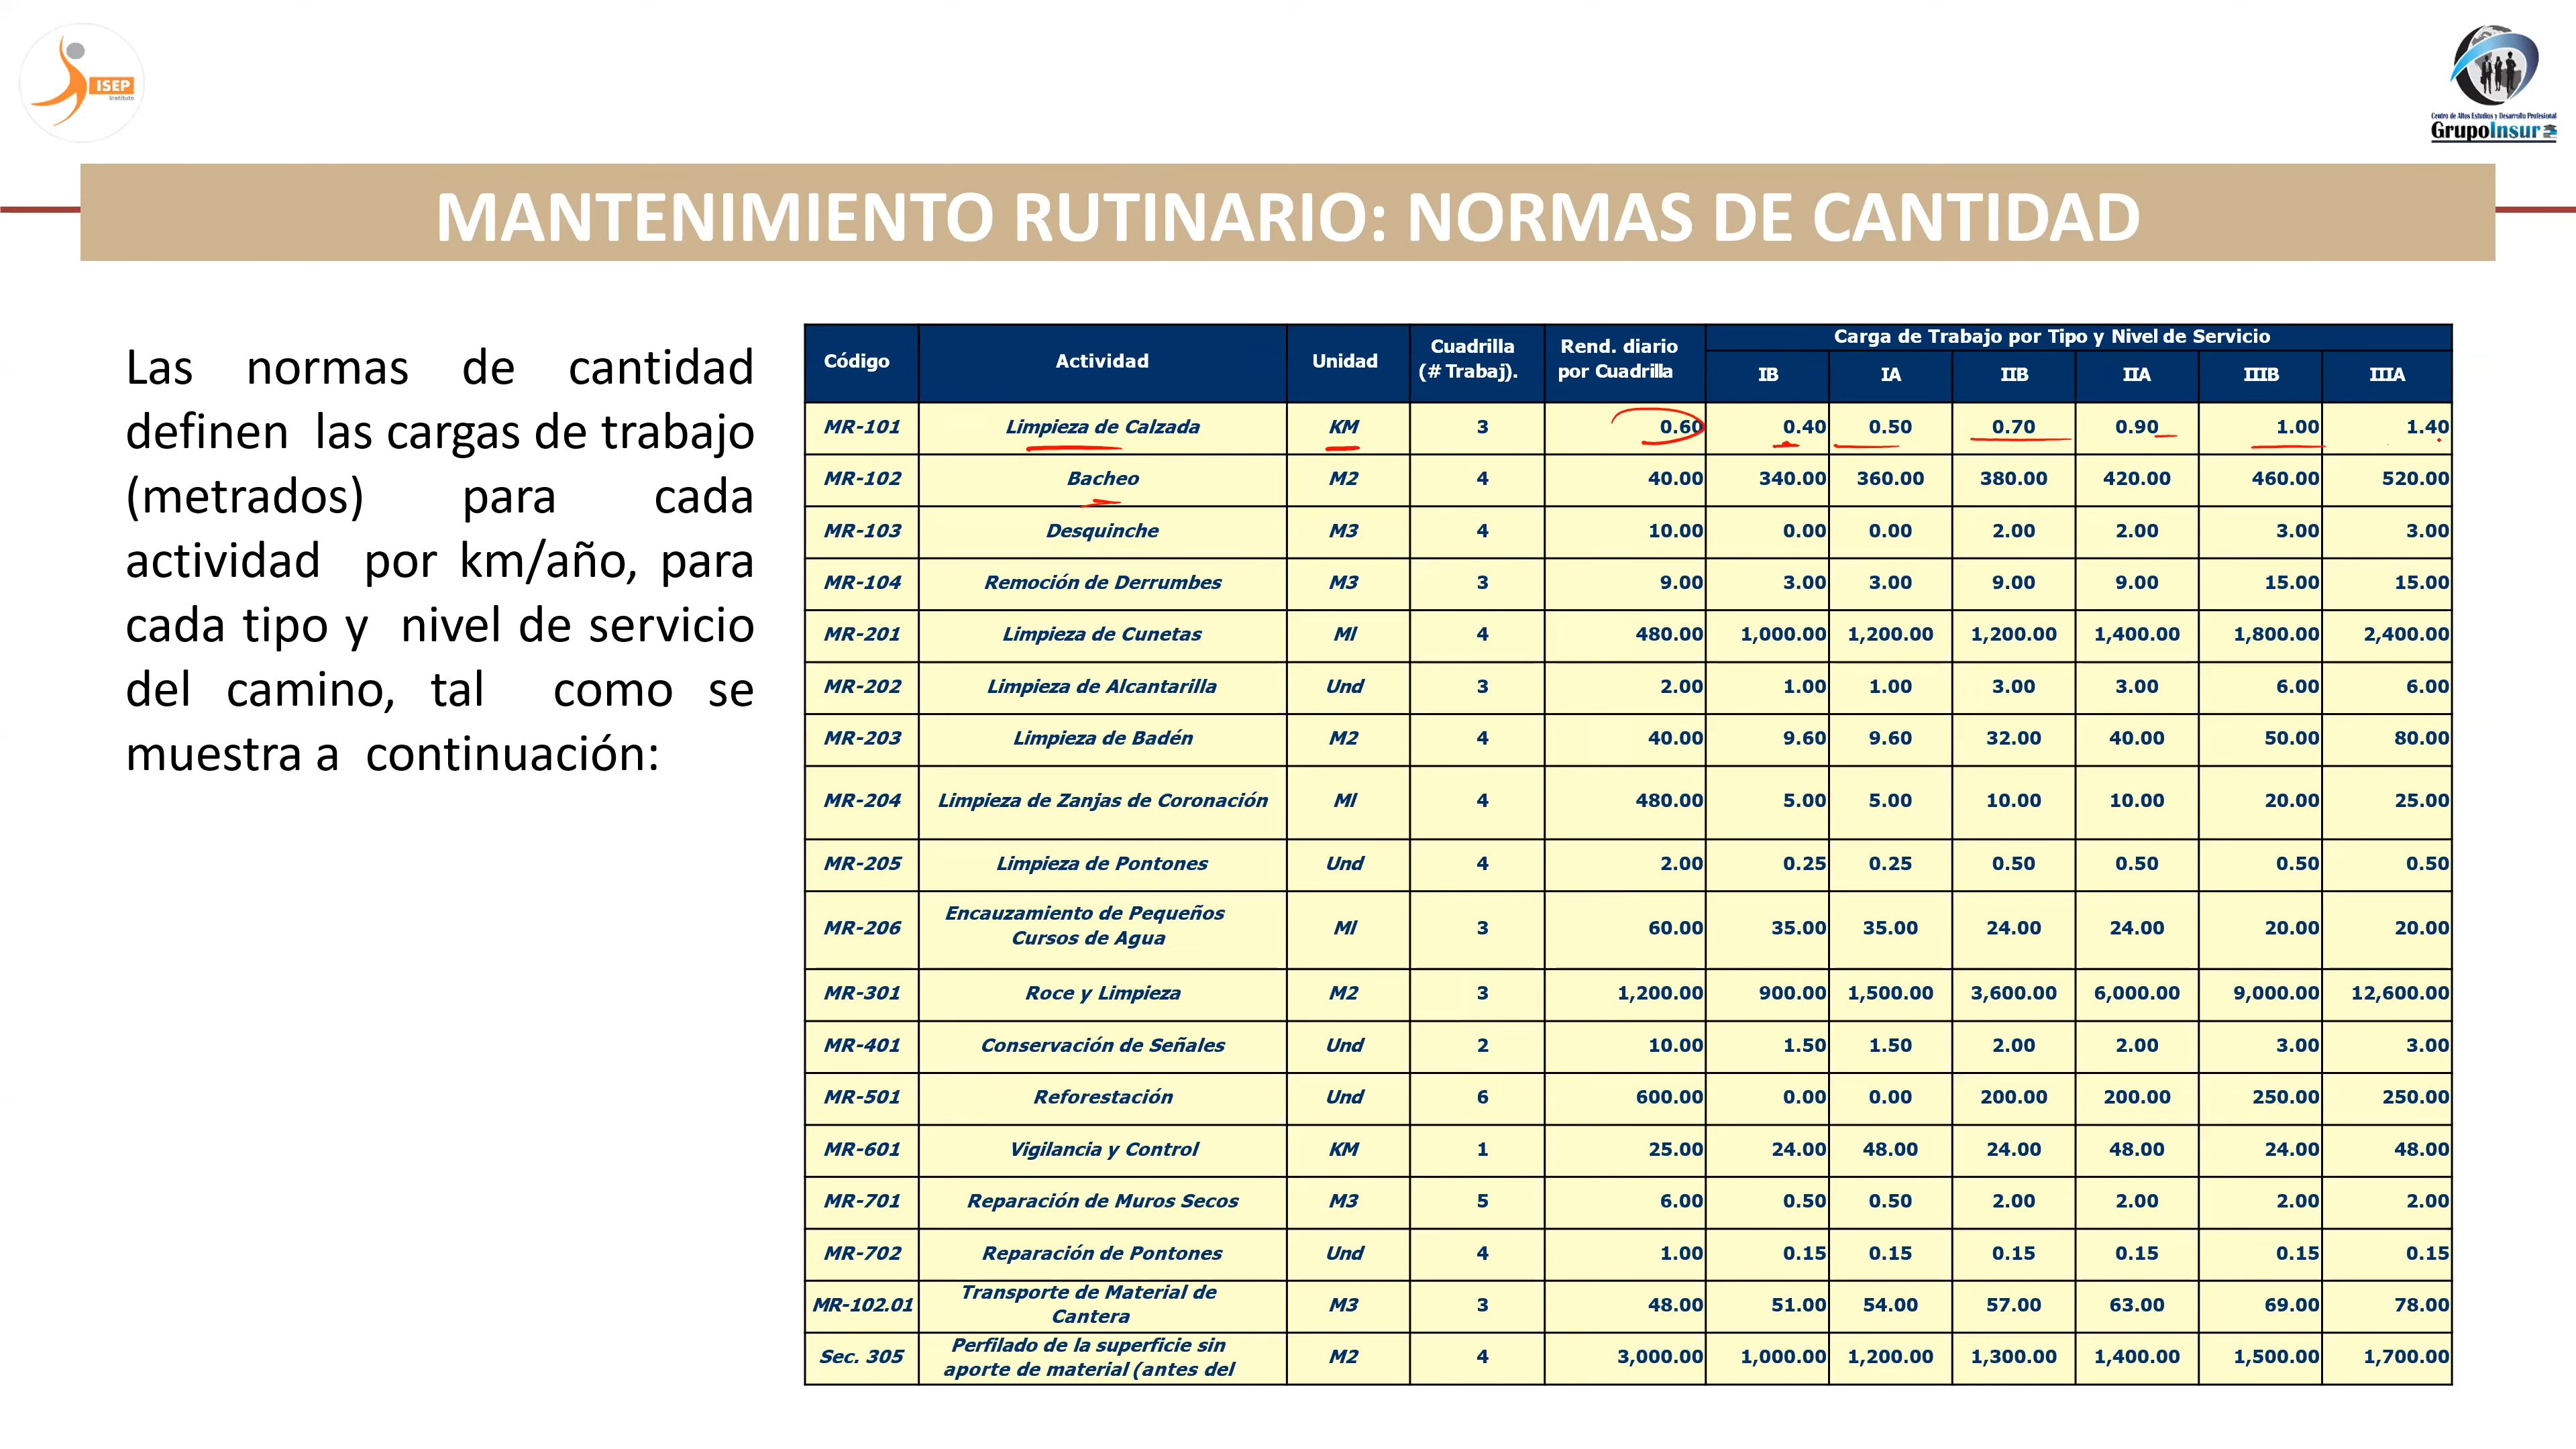 ISEP
Instituto
Centro de Altos Estudios y Desarrollo Profesional
GrupoInsur
MANTENIMIENTO RUTINARIO: NORMAS DE CANTIDAD
Las normas de cantidad
definen las cargas de trabajo
(metrados) para cada
actividad por km/año, para
cada tipo y nivel de servicio
del camino, tal como se
muestra a continuación:
Código Actividad Unidad Cuadrilla (# Trabaj). Rend. diario por Cuadrilla Carga de Trabajo por Tipo y Nivel de Servicio
IB IA IIB IIA IIIB IIIA
MR-101 Limpieza de Calzada KM 3 0.60 0.40 0.50 0.70 0.90 1.00 1.40
MR-102 Bacheo M2 4 40.00 340.00 360.00 380.00 420.00 460.00 520.00
MR-103 Desquinche M3 4 10.00 0.00 0.00 2.00 2.00 3.00 3.00
MR-104 Remoción de Derrumbes M3 3 9.00 3.00 3.00 9.00 9.00 15.00 15.00
MR-201 Limpieza de Cunetas Ml 4 480.00 1,000.00 1,200.00 1,200.00 1,400.00 1,800.00 2,400.00
MR-202 Limpieza de Alcantarilla Und 3 2.00 1.00 1.00 3.00 3.00 6.00 6.00
MR-203 Limpieza de Badén M2 4 40.00 9.60 9.60 32.00 40.00 50.00 80.00
MR-204 Limpieza de Zanjas de Coronación Ml 4 480.00 5.00 5.00 10.00 10.00 20.00 25.00
MR-205 Limpieza de Pontones Und 4 2.00 0.25 0.25 0.50 0.50 0.50 0.50
MR-206 Encauzamiento de Pequeños Cursos de Agua Ml 3 60.00 35.00 35.00 24.00 24.00 20.00 20.00
MR-301 Roce y Limpieza M2 3 1,200.00 900.00 1,500.00 3,600.00 6,000.00 9,000.00 12,600.00
MR-401 Conservación de Señales Und 2 10.00 1.50 1.50 2.00 2.00 3.00 3.00
MR-501 Reforestación Und 6 600.00 0.00 0.00 200.00 200.00 250.00 250.00
MR-601 Vigilancia y Control KM 1 25.00 24.00 48.00 24.00 48.00 24.00 48.00
MR-701 Reparación de Muros Secos M3 5 6.00 0.50 0.50 2.00 2.00 2.00 2.00
MR-702 Reparación de Pontones Und 4 1.00 0.15 0.15 0.15 0.15 0.15 0.15
MR-102.01 Transporte de Material de Cantera M3 3 48.00 51.00 54.00 57.00 63.00 69.00 78.00
Sec. 305 Perfilado de la superficie sin aporte de material (antes del M2 4 3,000.00 1,000.00 1,200.00 1,300.00 1,400.00 1,500.00 1,700.00